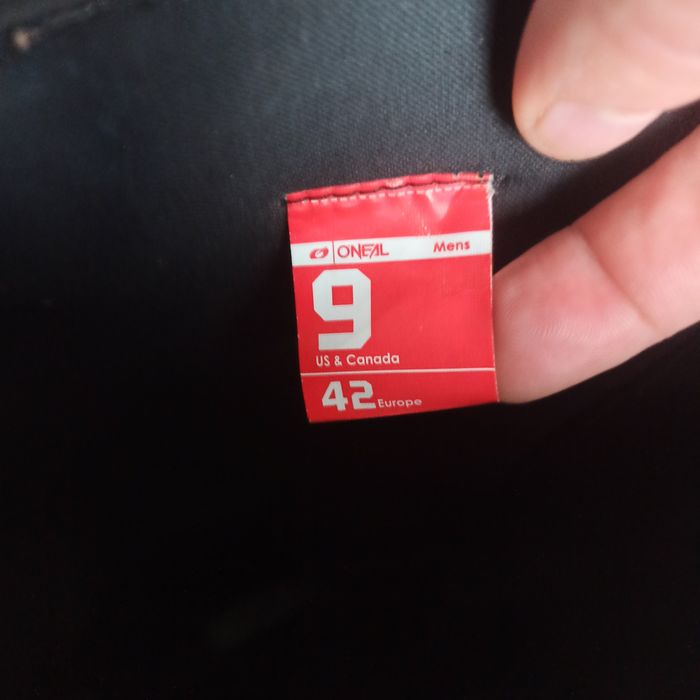 ONEAL Mens
9
US & Canada
42 Europe